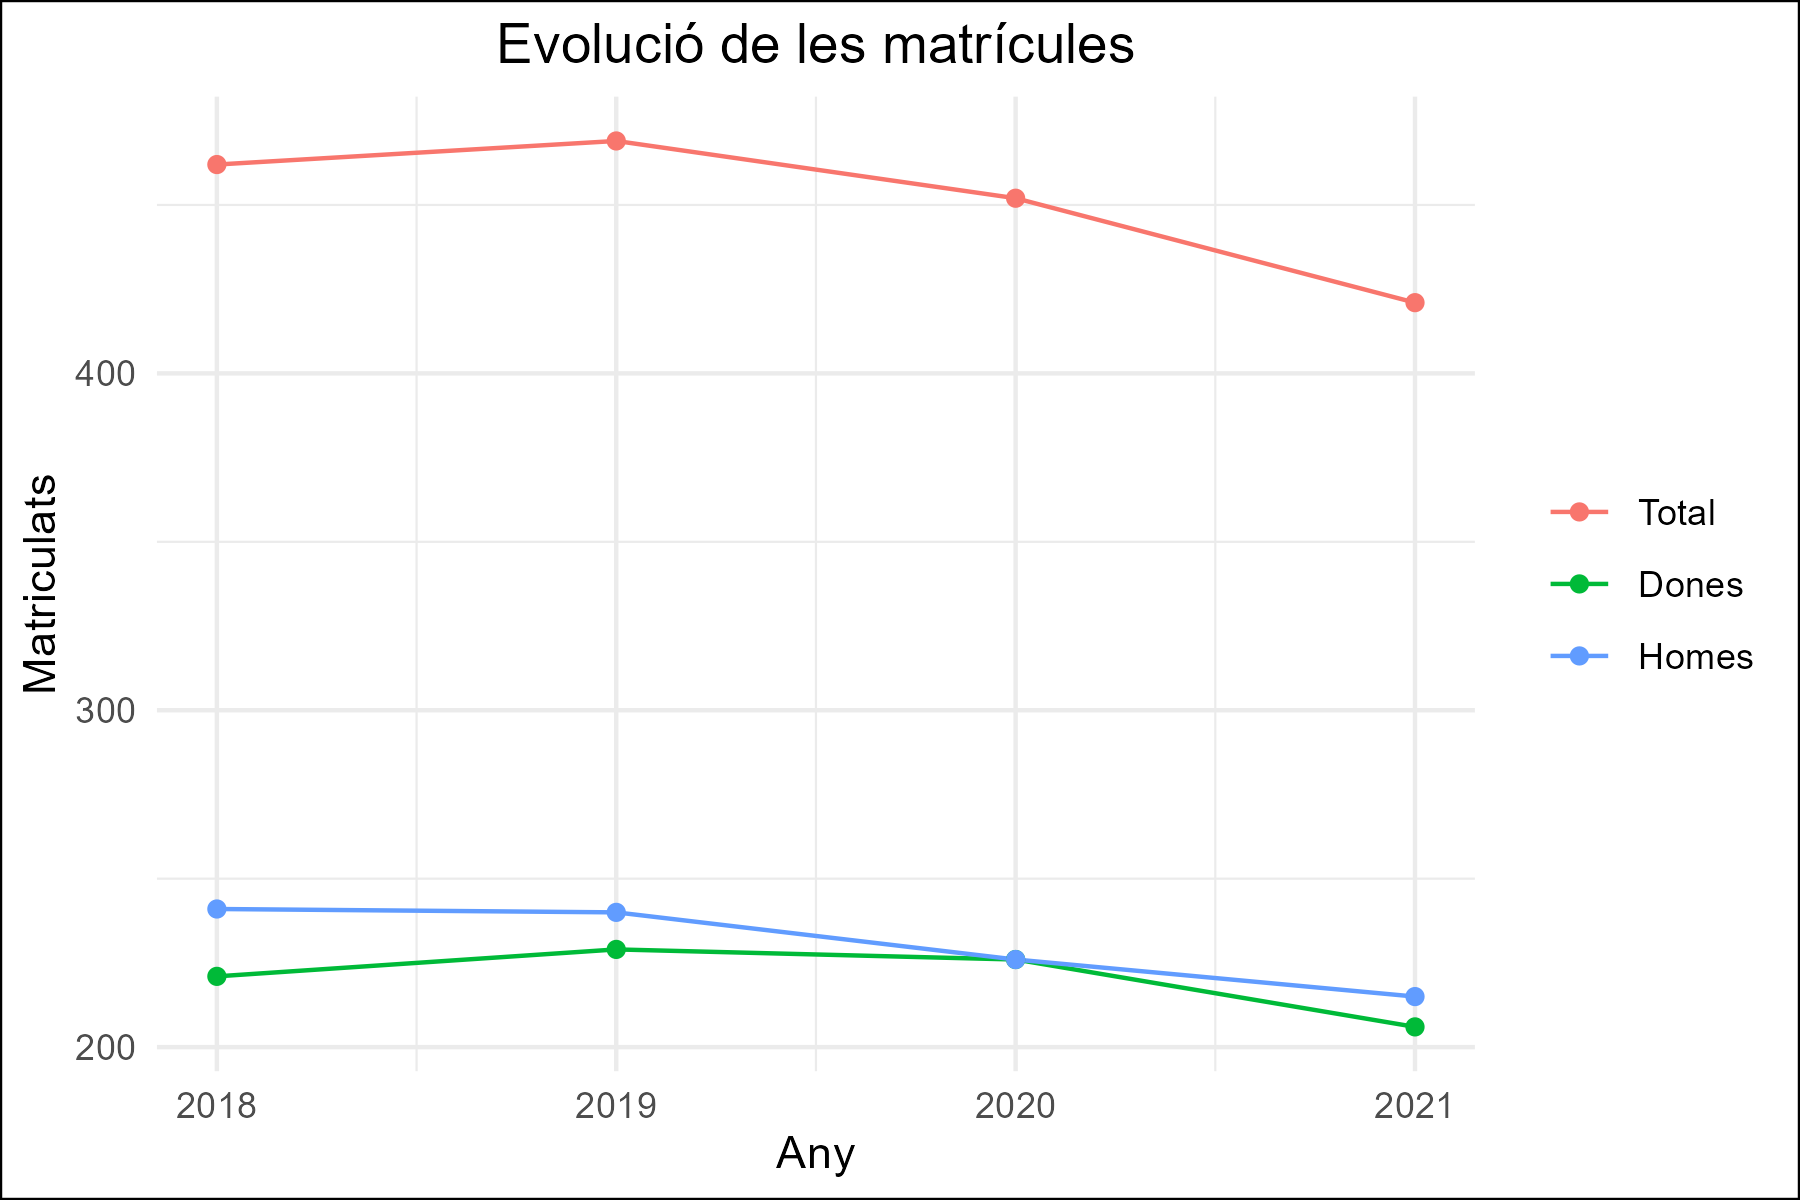 Evolució de les matrícules
Matriculats
400
300
200
2018
2019
2020
2021
Any
Total
Dones
Homes